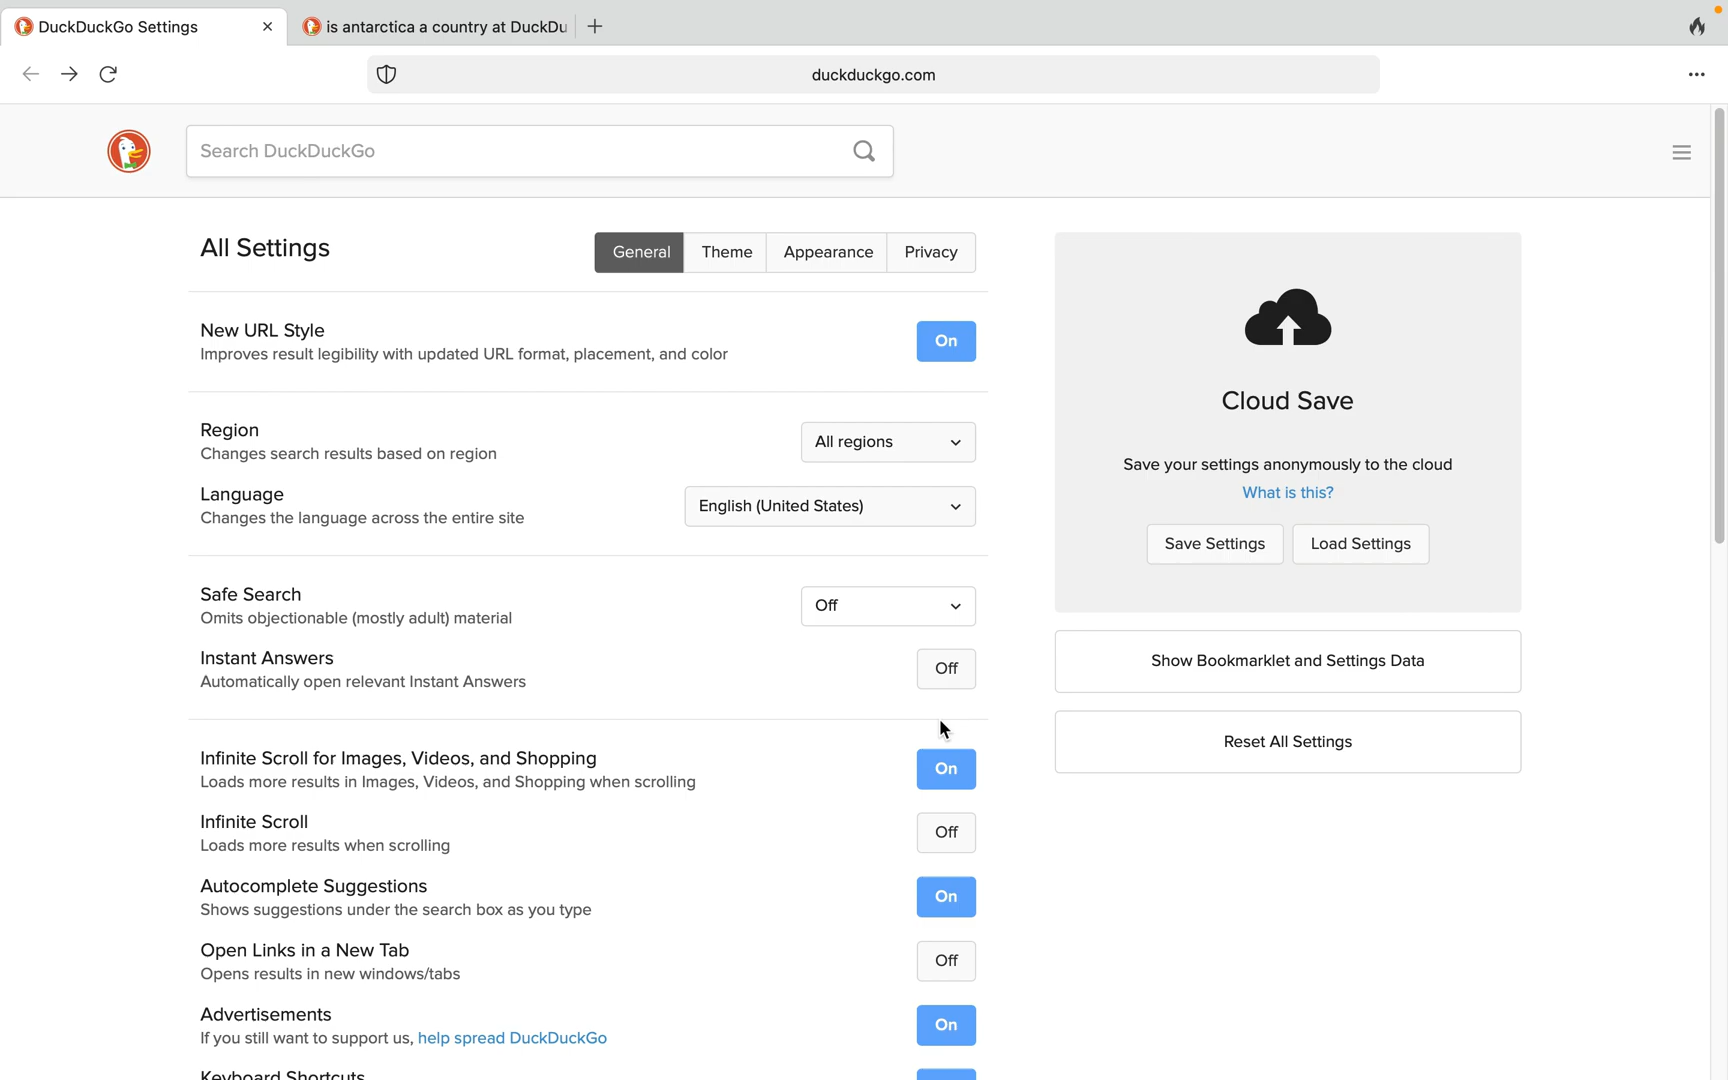 DuckDuckGo Settings
is antarctica a country at DuckDu
duckduckgo.com
Search DuckDuckGo
All Settings
General
Theme
Appearance
Privacy
New URL Style
Improves result legibility with updated URL format, placement, and color
On
Region
Changes search results based on region
All regions
Language
Changes the language across the entire site
English (United States)
Safe Search
Omits objectionable (mostly adult) material
Off
Instant Answers
Automatically open relevant Instant Answers
Off
Infinite Scroll for Images, Videos, and Shopping
Loads more results in Images, Videos, and Shopping when scrolling
On
Infinite Scroll
Loads more results when scrolling
Off
Autocomplete Suggestions
Shows suggestions under the search box as you type
On
Open Links in a New Tab
Opens results in new windows/tabs
Off
Advertisements
If you still want to support us, help spread DuckDuckGo
On
Keyboard Shortcuts
Cloud Save
Save your settings anonymously to the cloud
What is this?
Save Settings
Load Settings
Show Bookmarklet and Settings Data
Reset All Settings